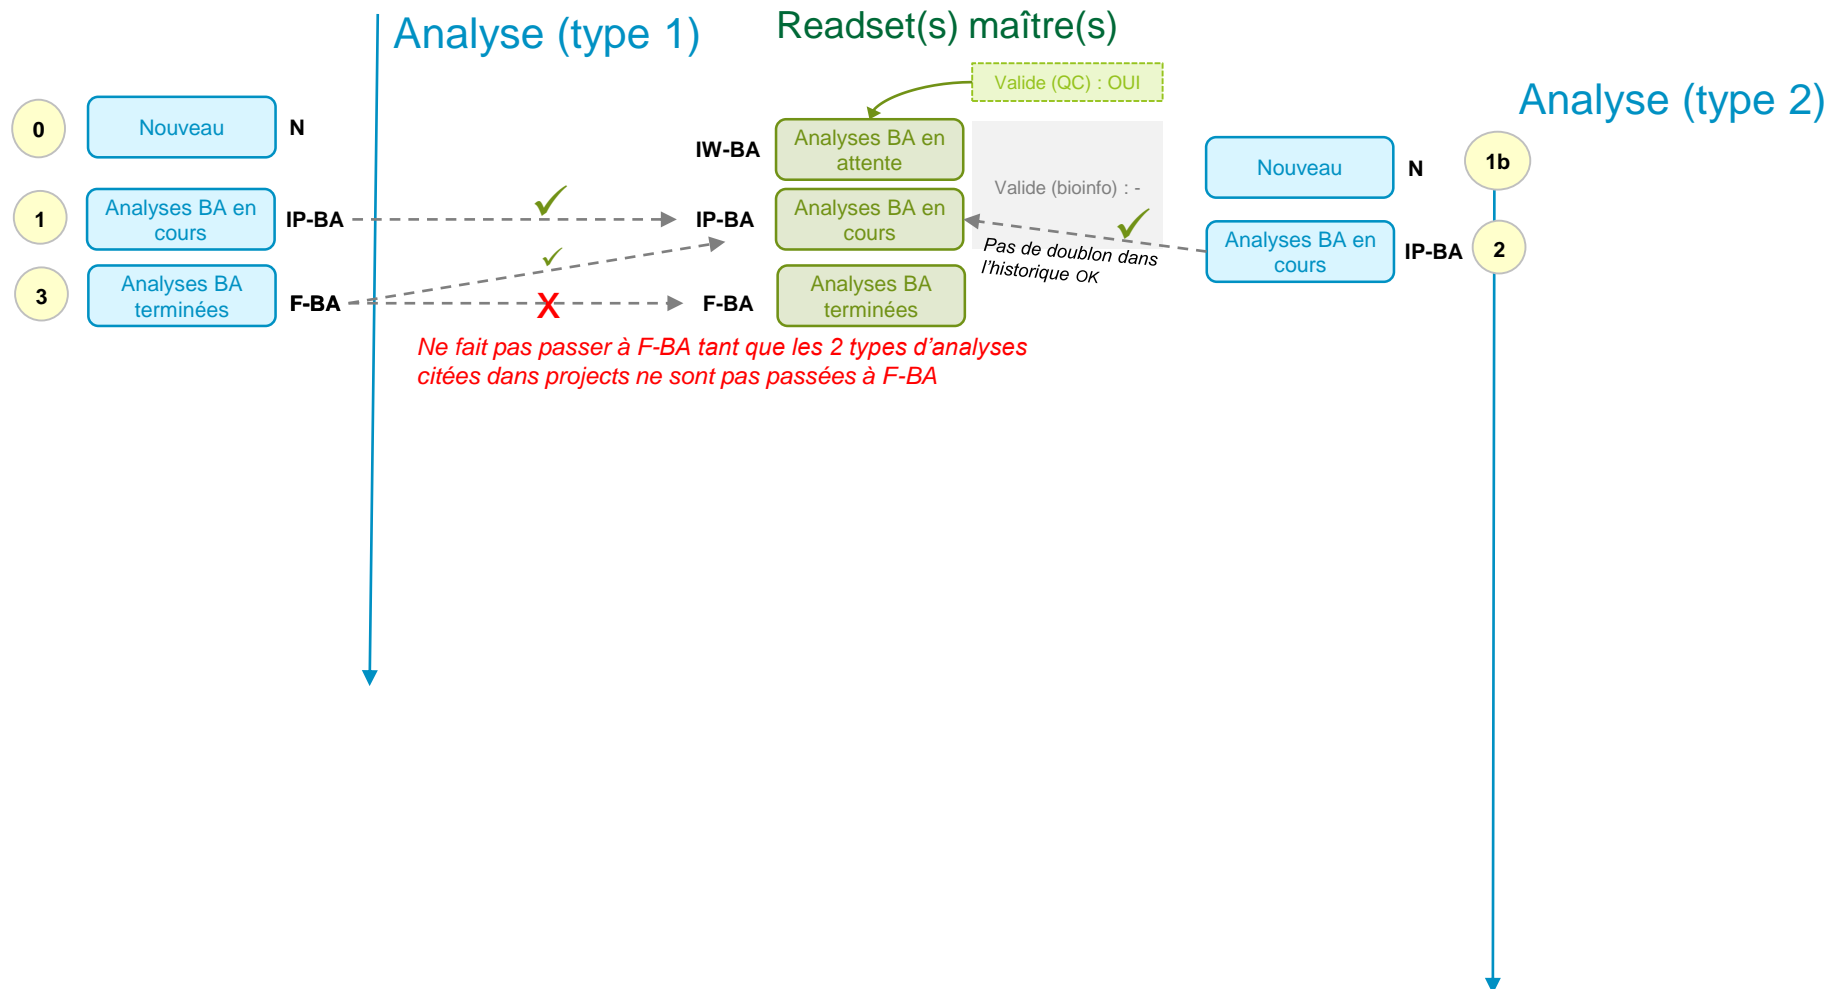 Analyse (type 1)
Readset(s) maître(s)
Analyse (type 2)
Valide (QC) : OUI
0
Nouveau
N
IW-BA
Analyses BA en
attente
Nouveau
N
1b
1
Analyses BA en
cours
IP-BA
✓
IP-BA
Analyses BA en
cours
Valide (bioinfo) : -
✓
Pas de doublon dans
l'historique OK
Analyses BA en
cours
IP-BA
2
3
Analyses BA
terminées
F-BA
✓
X
F-BA
Analyses BA
terminées
Ne fait pas passer à F-BA tant que les 2 types d'analyses
citées dans projects ne sont pas passées à F-BA